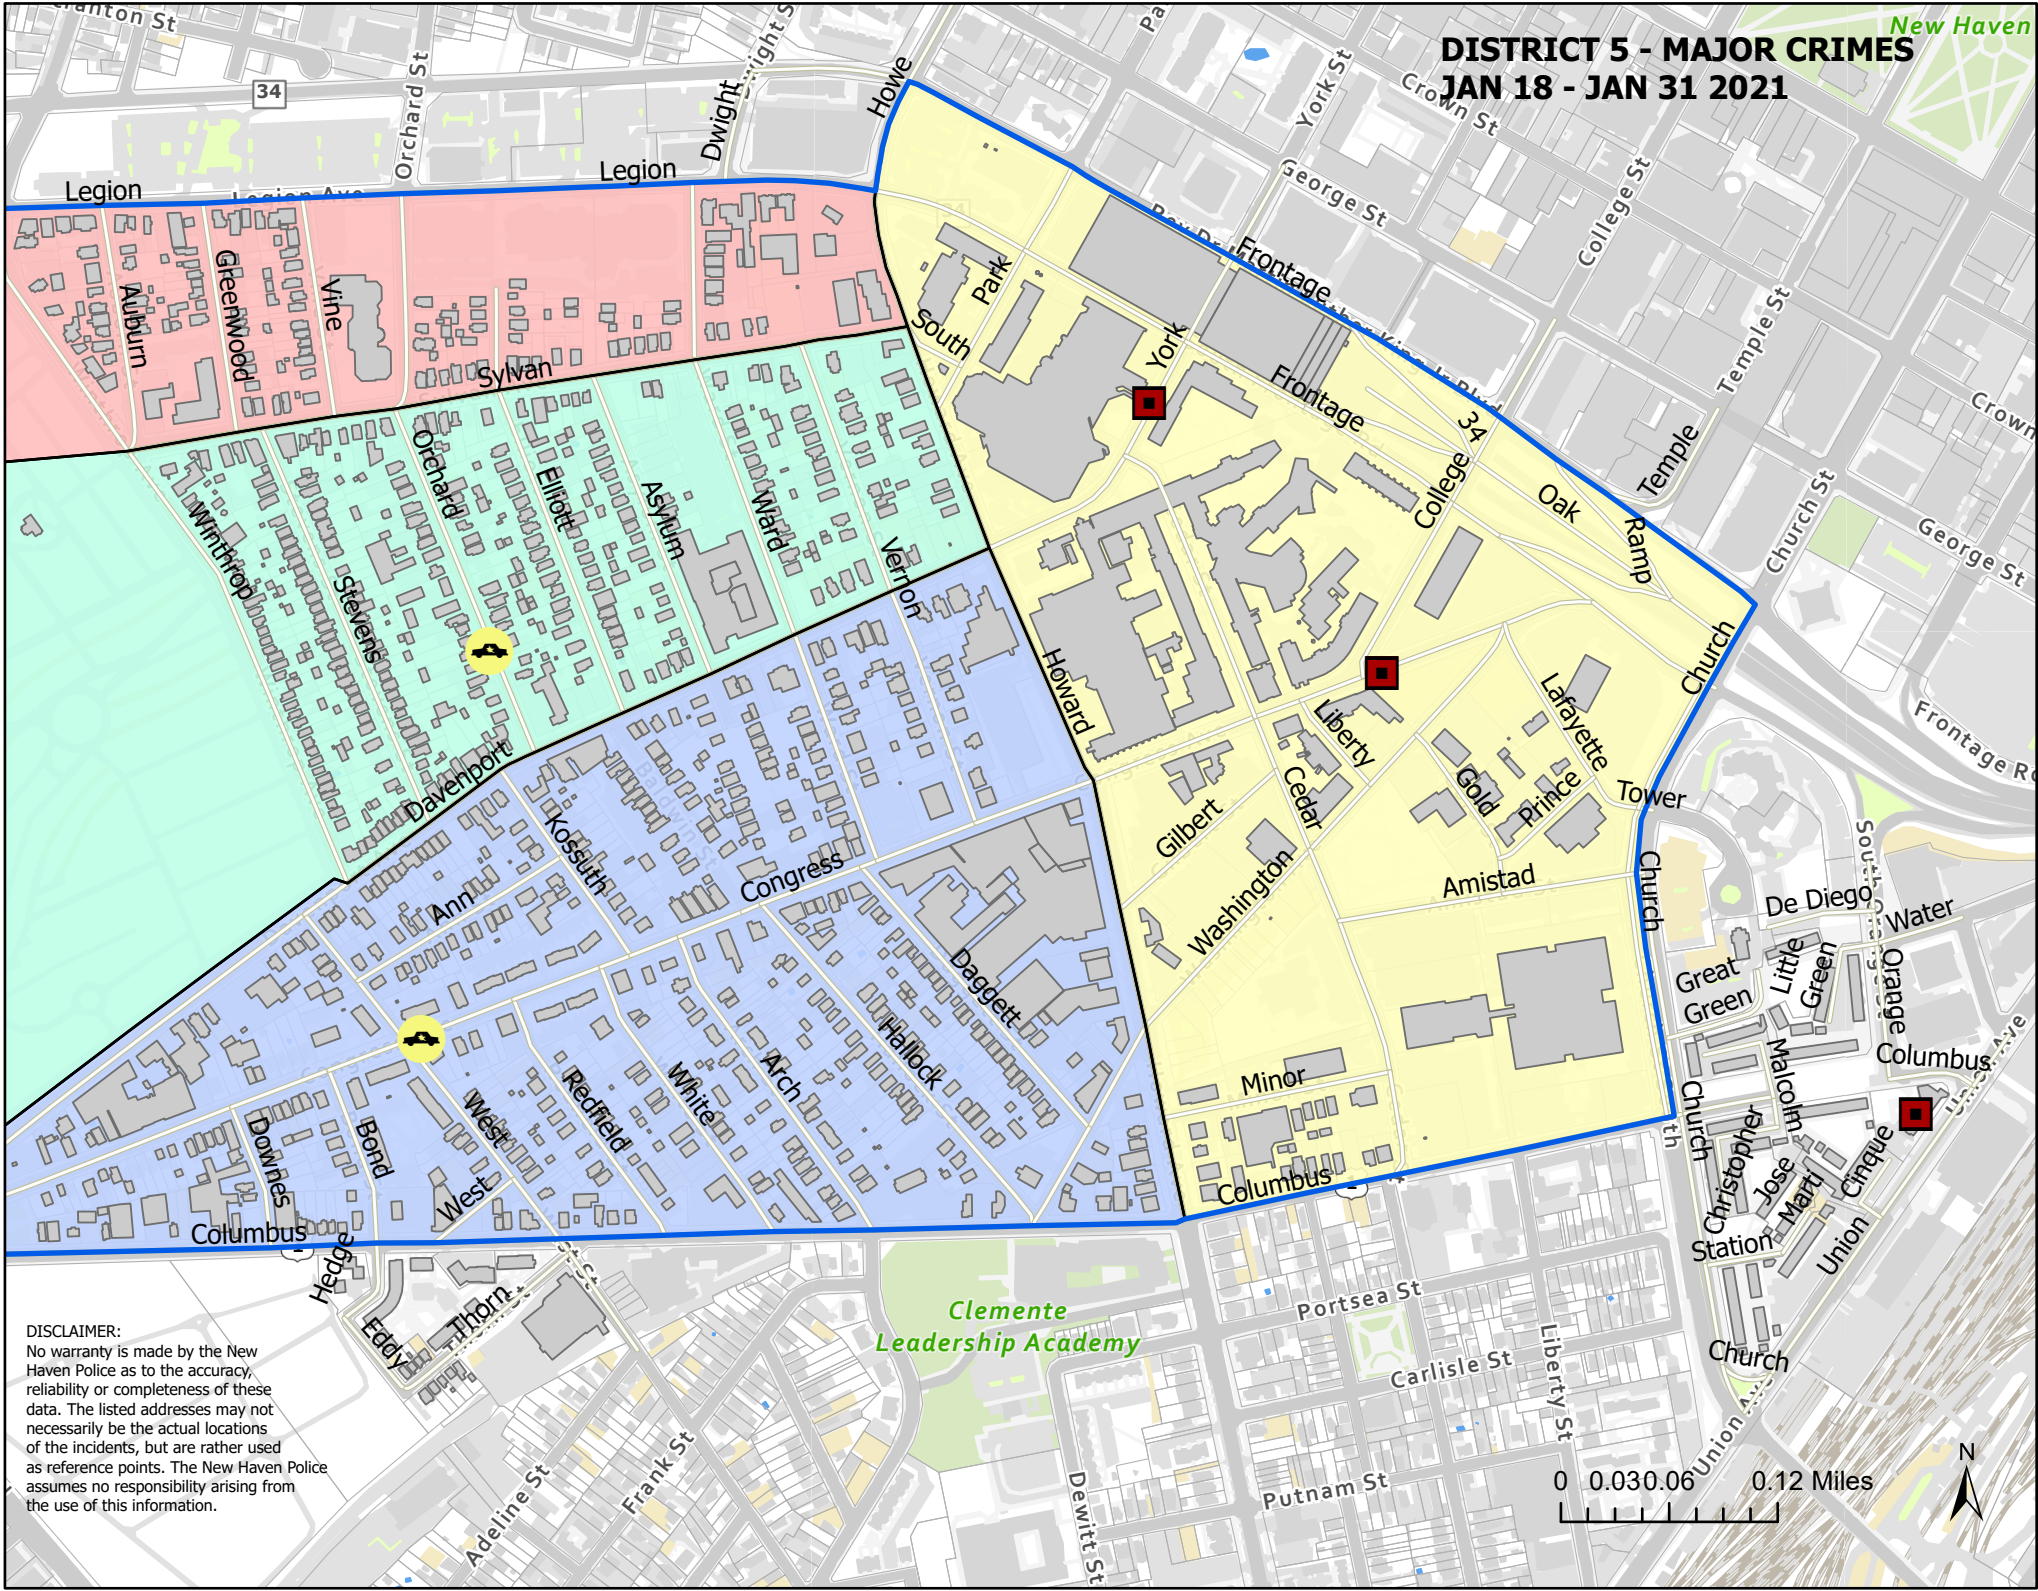 DISTRICT 5 - MAJOR CRIMES
JAN 18 - JAN 31 2021
New Haven
Orchard St
34
Dwight
Howe
York St
Crown St
George St
College St
Temple St
Crown
Church St
George St
Frontage
South Orange
Legion
Legion Ave
Legion
Auburn
Greenwood
Vine
Sylvan
South
Park
York
Frontage
Frontage
34
College
Oak
Ramp
Temple
Church
Winthrop
Stevens
Orchard
Elliott
Asylum
Ward
Vernon
Davenport
Howard
Liberty
Lafayette
Cedar
Gold
Prince
Tower
Gilbert
Washington
Amistad
Church
Ann
Kossuth
Baldwin St
Congress
Daggett
Hallock
Arch
White
Redfield
West
West
Bond
Downes
Columbus
Minor
Columbus
De Diego
Water
Great
Green
Little
Green
Orange
Columbus
Malcolm
Christopher
Church
Jose
Marti
Cinque
Station
Union
Union Ave
Church
Hedge
Eddy
Thorn
Clemente
Leadership Academy
Portsea St
Carlisle St
Liberty St
Putnam St
Dewitt St
Adeline St
Frank St
DISCLAIMER:
No warranty is made by the New
Haven Police as to the accuracy,
reliability or completeness of these
data. The listed addresses may not
necessarily be the actual locations
of the incidents, but are rather used
as reference points. The New Haven Police
assumes no responsibility arising from
the use of this information.
0 0.03 0.06 0.12 Miles
N